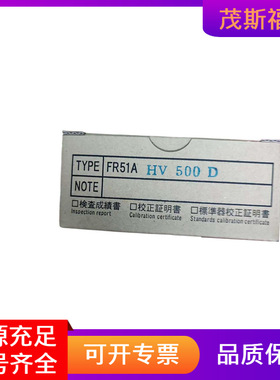 茂斯福
TYPE FR51A HV 500 D
NOTE
□検査成績書 □校正証明書 □標準器校正証明書
Inspection report Calibration certificate Standards calibration certificate
源充足 可开专票 品质保
号齐全 购